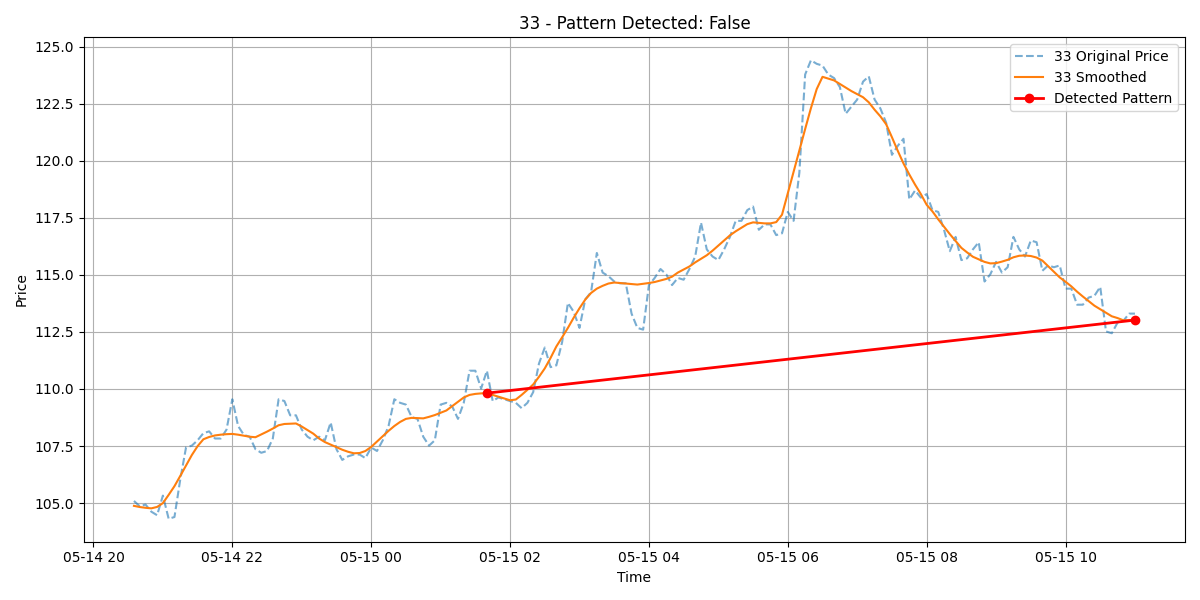 33 - Pattern Detected: False
33 Original Price
33 Smoothed
Detected Pattern
Price
125.0
122.5
120.0
117.5
115.0
112.5
110.0
107.5
105.0
05-14 20
05-14 22
05-15 00
05-15 02
05-15 04
05-15 06
05-15 08
05-15 10
Time